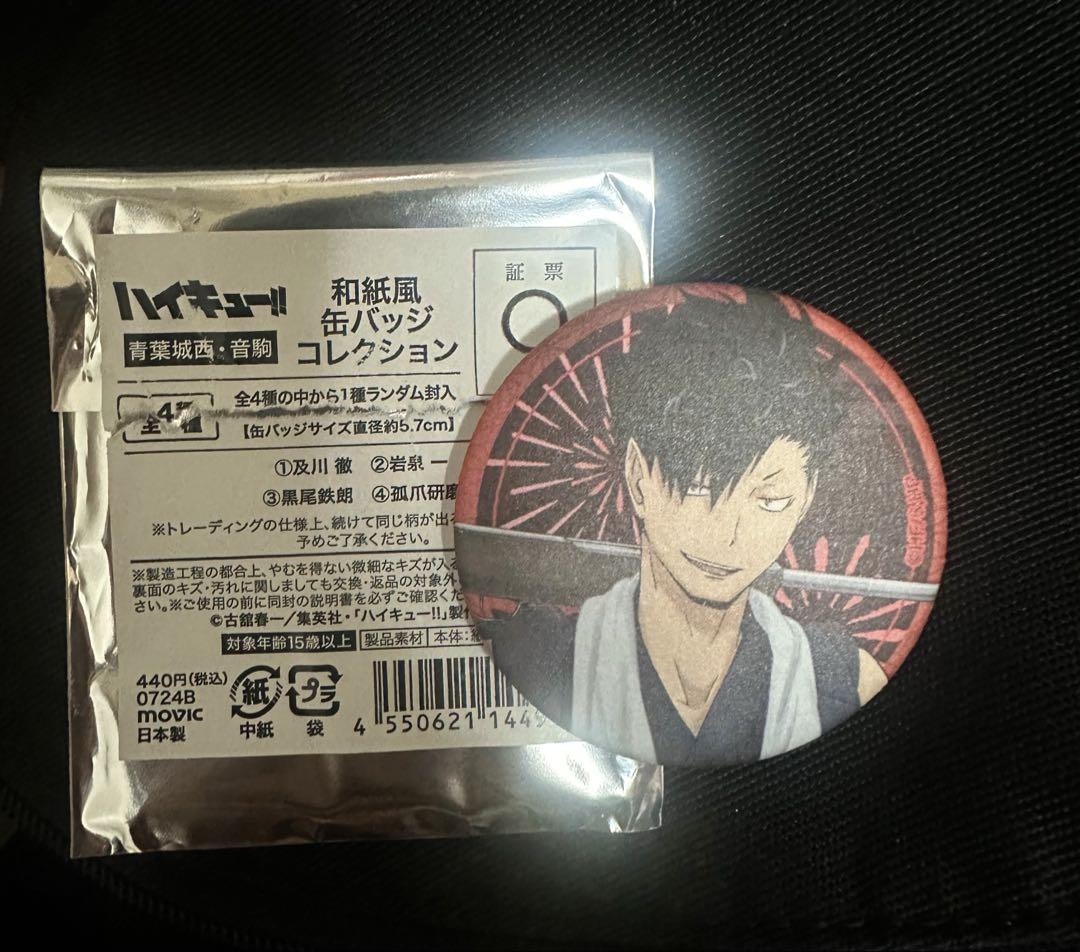 ハイキュー!!
青葉城西・音駒
和紙風
缶バッジ
コレクション
証 票
全4種
全4種の中から1種ランダム封入
【缶バッジサイズ直径約5.7cm】
①及川 徹 ②岩泉 一
③黒尾鉄朗 ④孤爪研磨
※トレーディングの仕様上、続けて同じ柄が出
予めご了承ください。
※製造工程の都合上、やむを得ない微細なキズが入
裏面のキズ・汚れに関しましても交換・返品の対象外
さい。※ご使用の前に同封の説明書を必ずご確認くだ
©古舘春一/集英社・「ハイキュー!!」製作
対象年齢15歳以上 製品素材 本体:紙
440円(税込)
0724B
movic
日本製
紙
中紙
プラ
袋
4 550621 144